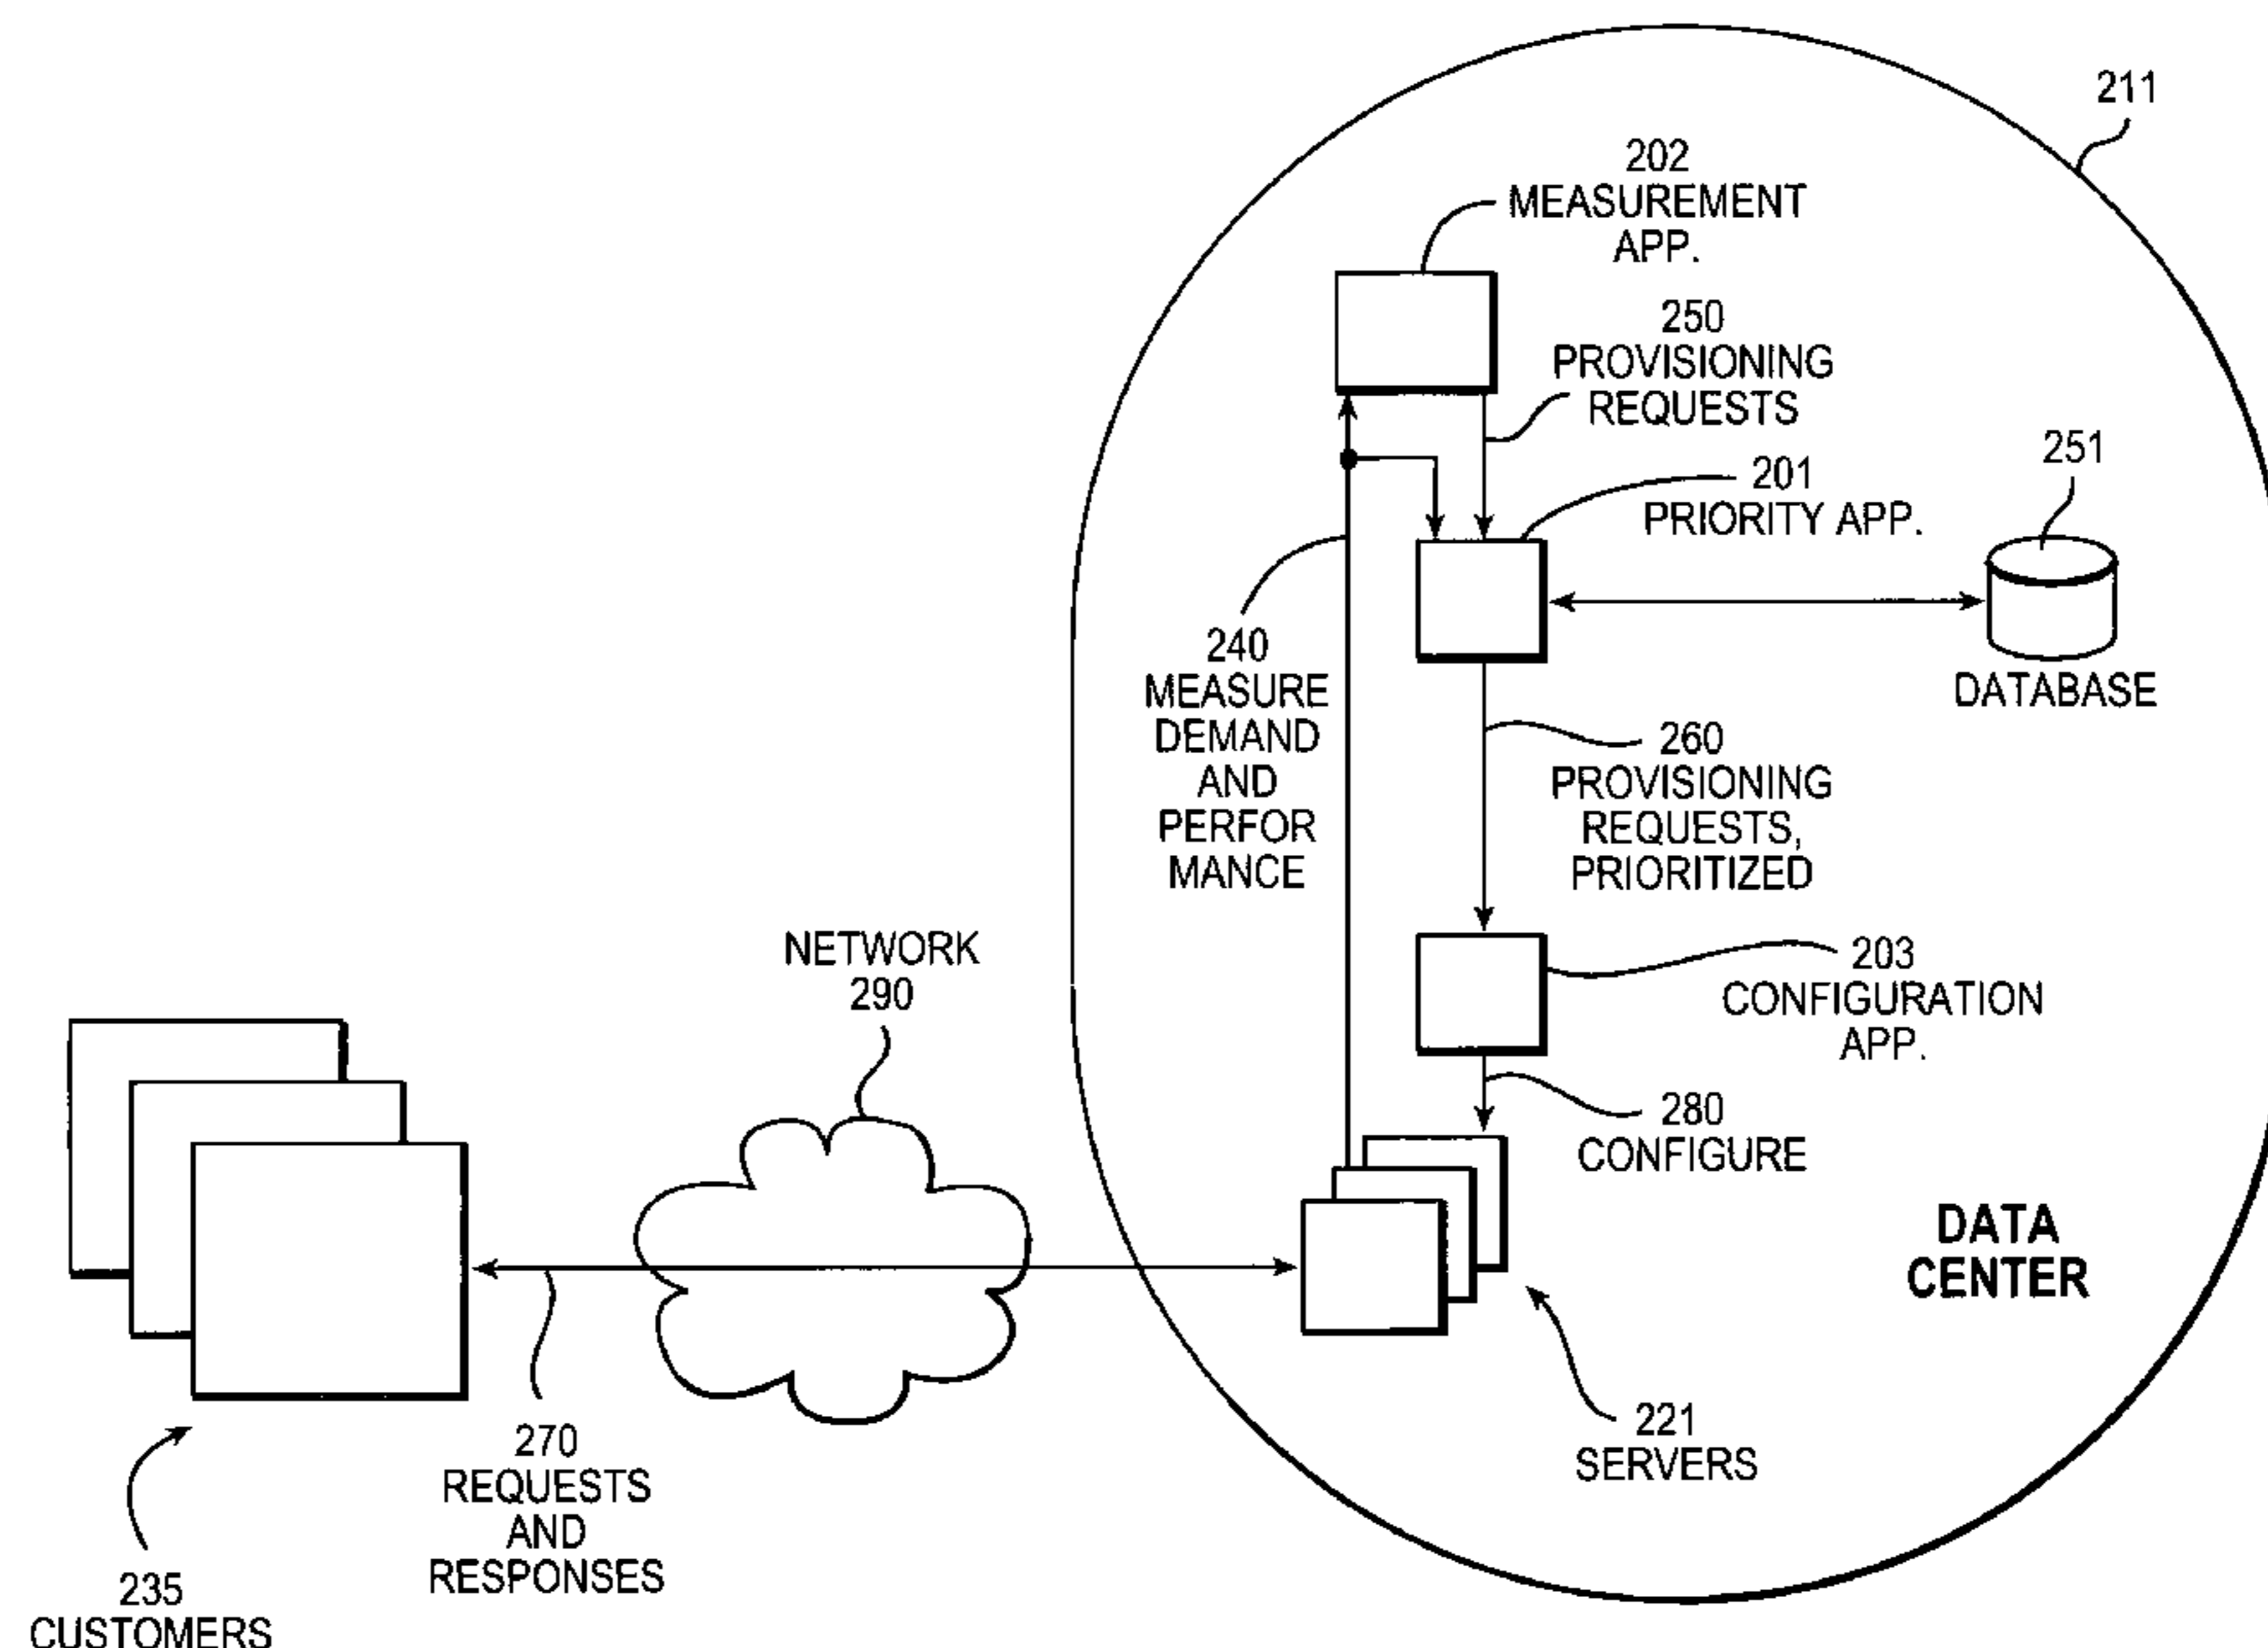 211
202
MEASUREMENT
APP.
250
PROVISIONING
REQUESTS
251
201
PRIORITY APP.
240
MEASURE
DEMAND
AND
PERFOR
MANCE
DATABASE
260
PROVISIONING
REQUESTS,
PRIORITIZED
NETWORK
290
203
CONFIGURATION
APP.
280
CONFIGURE
DATA
CENTER
221
SERVERS
270
REQUESTS
AND
RESPONSES
235
CUSTOMERS